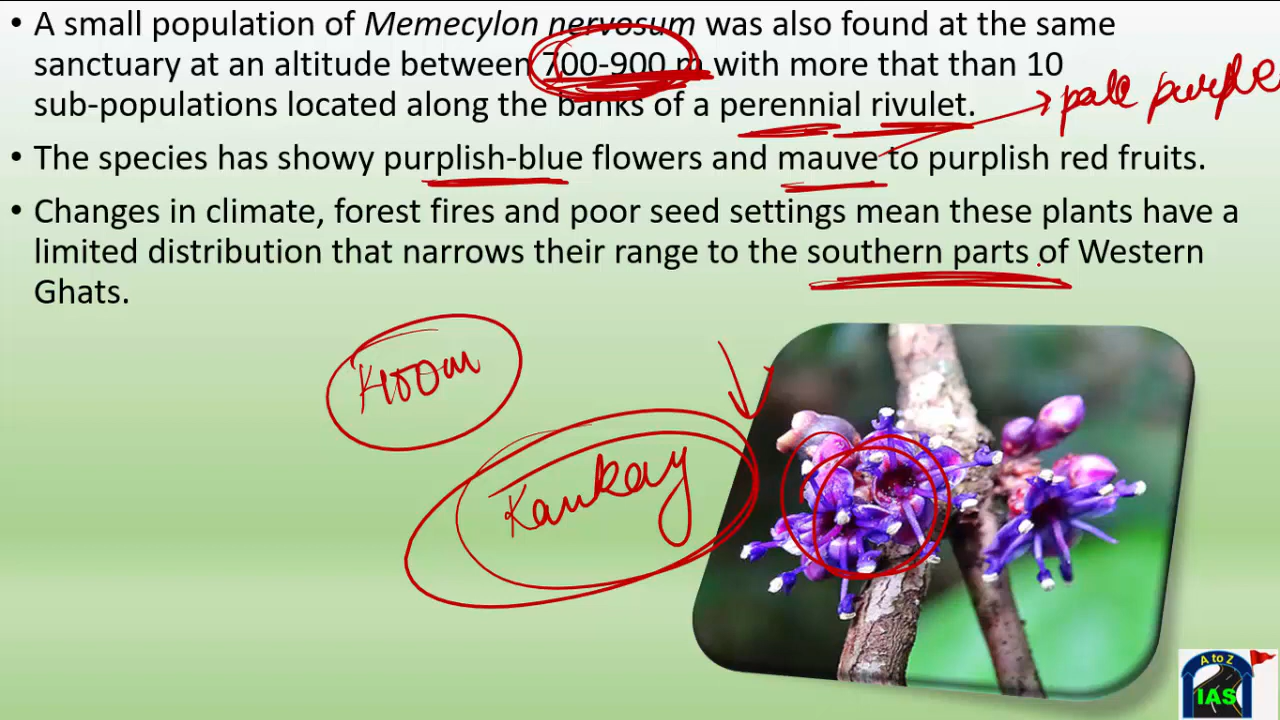 • A small population of Memecylon nervosum was also found at the same
sanctuary at an altitude between 700-900 m with more that than 10
sub-populations located along the banks of a perennial rivulet.
pale purple
• The species has showy purplish-blue flowers and mauve to purplish red fruits.
• Changes in climate, forest fires and poor seed settings mean these plants have a
limited distribution that narrows their range to the southern parts of Western
Ghats.
A to Z
IAS